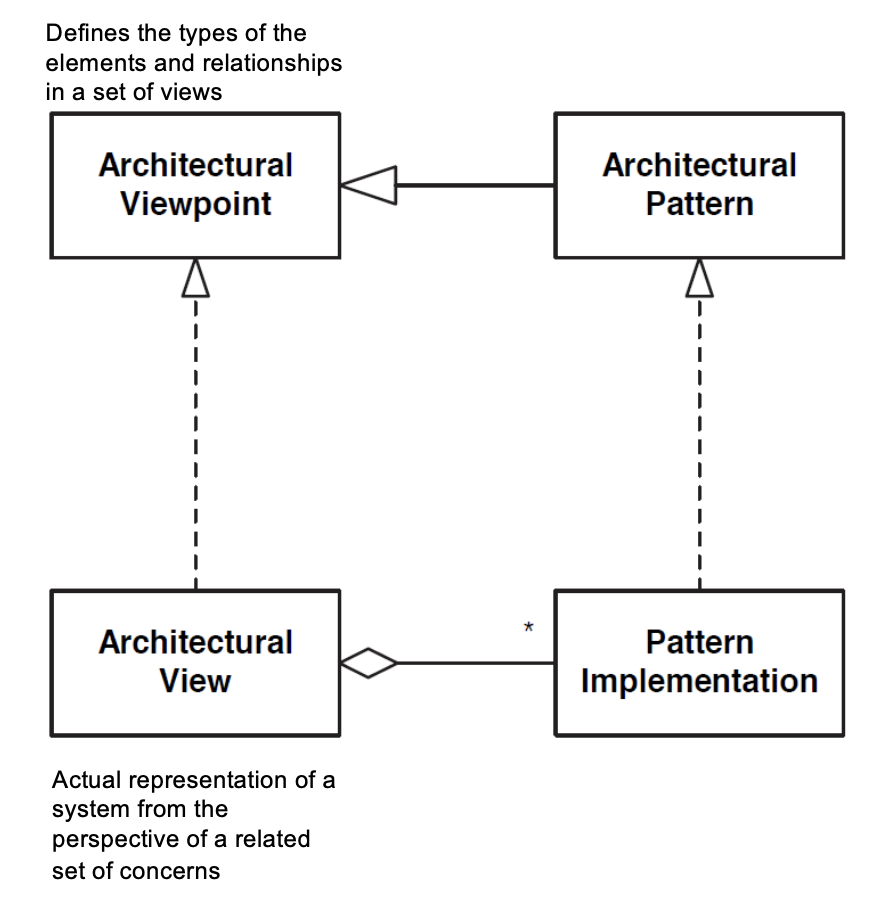 Defines the types of the
elements and relationships
in a set of views
Architectural
Viewpoint
Architectural
Pattern
Architectural
View
*
Pattern
Implementation
Actual representation of a
system from the
perspective of a related
set of concerns